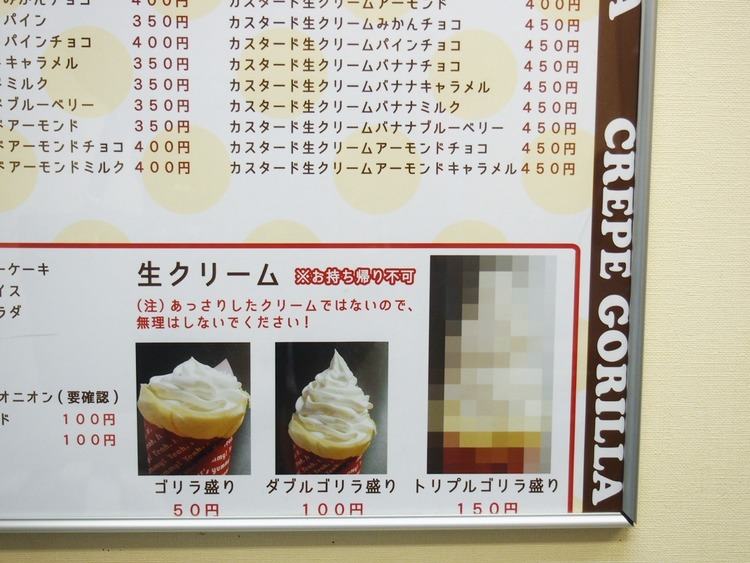 パイン 350円
パインチョコ 400円
キャラメル 350円
ミルク 350円
ブルーベリー 350円
アーモンド 350円
アーモンドチョコ 400円
アーモンドミルク 400円
カスタード生クリームアーモンド 400円
カスタード生クリームみかんチョコ 450円
カスタード生クリームパインチョコ 450円
カスタード生クリームバナナチョコ 450円
カスタード生クリームバナナキャラメル 450円
カスタード生クリームバナナミルク 450円
カスタード生クリームバナナブルーベリー 450円
カスタード生クリームアーモンドチョコ 450円
カスタード生クリームアーモンドキャラメル 450円
CREPE GORILLA
ーケーキ
イス
ラダ
オニオン(要確認)
ド 100円
100円
生クリーム ※お持ち帰り不可
(注)あっさりしたクリームではないので、
無理はしないでください!
ゴリラ盛り
50円
ダブルゴリラ盛り
100円
トリプルゴリラ盛り
150円